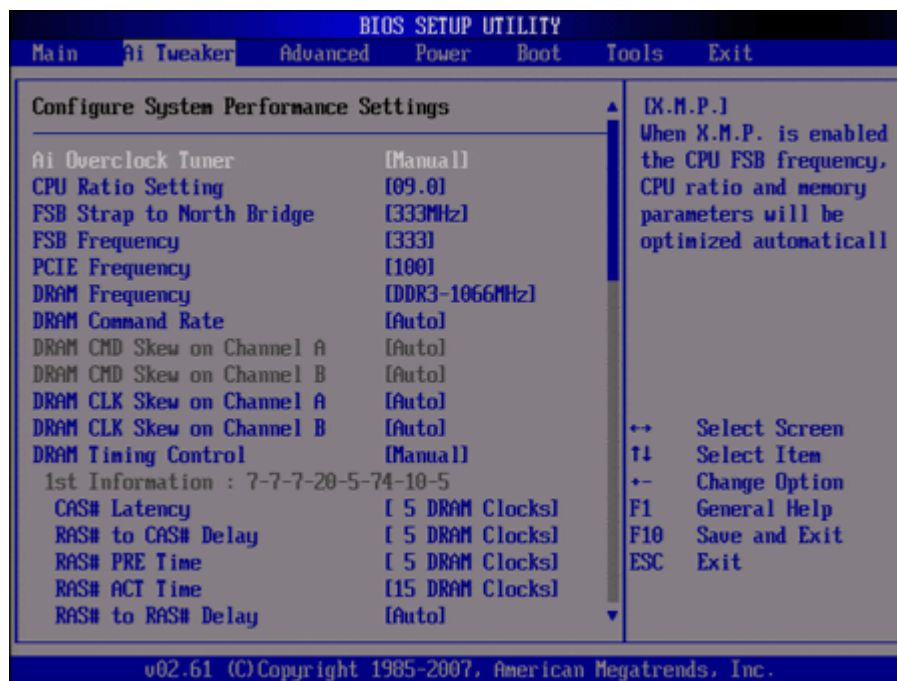 BIOS SETUP UTILITY
Main Ai Tweaker Advanced Power Boot Tools Exit
Configure System Performance Settings
Ai Overclock Tuner [Manual]
CPU Ratio Setting [09.0]
FSB Strap to North Bridge [333MHz]
FSB Frequency [333]
PCIE Frequency [100]
DRAM Frequency [DDR3-1066MHz]
DRAM Command Rate [Auto]
DRAM CMD Skew on Channel A [Auto]
DRAM CMD Skew on Channel B [Auto]
DRAM CLK Skew on Channel A [Auto]
DRAM CLK Skew on Channel B [Auto]
DRAM Timing Control [Manual]
1st Information : 7-7-7-20-5-74-10-5
CAS# Latency [ 5 DRAM Clocks]
RAS# to CAS# Delay [ 5 DRAM Clocks]
RAS# PRE Time [ 5 DRAM Clocks]
RAS# ACT Time [15 DRAM Clocks]
RAS# to RAS# Delay [Auto]
[X.M.P.]
When X.M.P. is enabled
the CPU FSB frequency,
CPU ratio and memory
parameters will be
optimized automaticall
↔ Select Screen
↑↓ Select Item
+- Change Option
F1 General Help
F10 Save and Exit
ESC Exit
v02.61 (C)Copyright 1985-2007, American Megatrends, Inc.